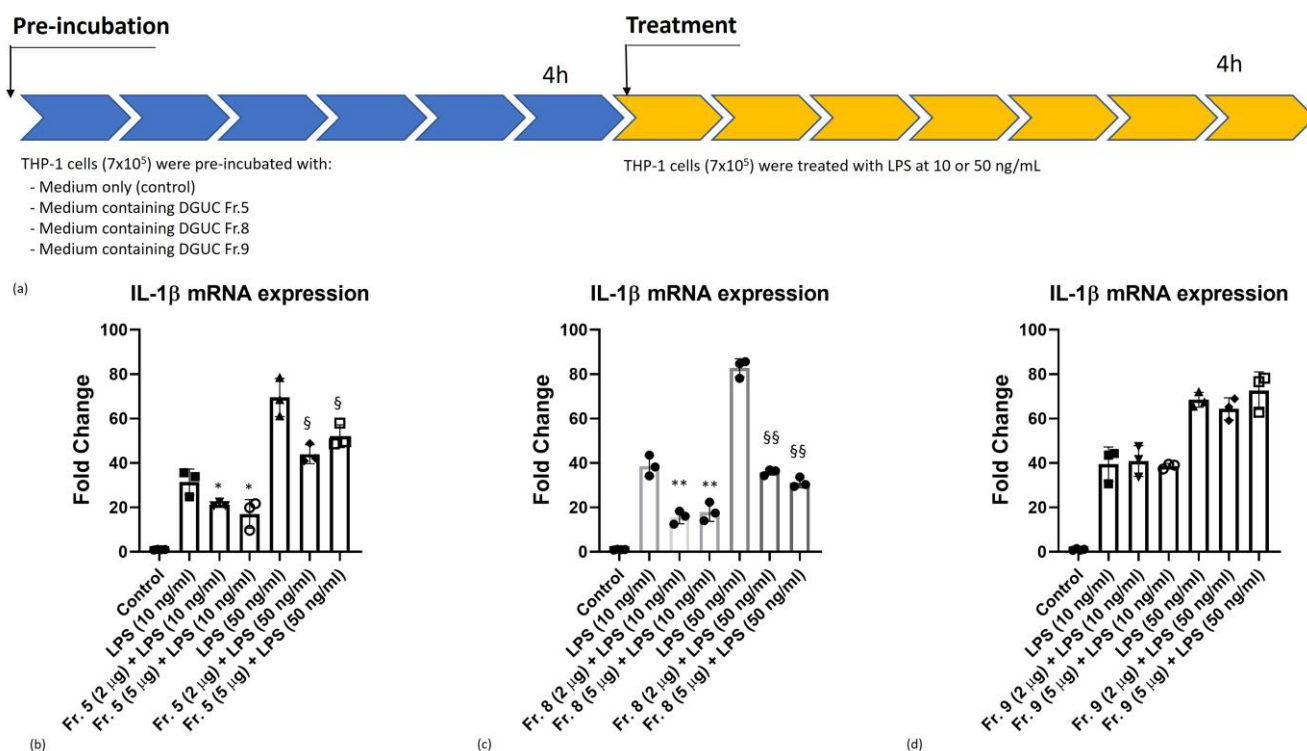 Pre-incubation
Treatment
4h
4h
THP-1 cells (7x10⁵) were pre-incubated with:
- Medium only (control)
- Medium containing DGUC Fr.5
- Medium containing DGUC Fr.8
- Medium containing DGUC Fr.9
THP-1 cells (7x10⁵) were treated with LPS at 10 or 50 ng/mL
(a)
IL-1β mRNA expression
Fold Change
100
80
60
40
20
0
*
*
§
§
Control
LPS (10 ng/ml)
Fr. 5 (2 μg) + LPS (10 ng/ml)
Fr. 5 (5 μg) + LPS (10 ng/ml)
LPS (50 ng/ml)
Fr. 5 (2 μg) + LPS (50 ng/ml)
Fr. 5 (5 μg) + LPS (50 ng/ml)
(b)
IL-1β mRNA expression
Fold Change
100
80
60
40
20
0
**
**
§§
§§
Control
LPS (10 ng/ml)
Fr. 8 (2 μg) + LPS (10 ng/ml)
Fr. 8 (5 μg) + LPS (10 ng/ml)
LPS (50 ng/ml)
Fr. 8 (2 μg) + LPS (50 ng/ml)
Fr. 8 (5 μg) + LPS (50 ng/ml)
(c)
IL-1β mRNA expression
Fold Change
100
80
60
40
20
0
Control
LPS (10 ng/ml)
Fr. 9 (2 μg) + LPS (10 ng/ml)
Fr. 9 (5 μg) + LPS (10 ng/ml)
LPS (50 ng/ml)
Fr. 9 (2 μg) + LPS (50 ng/ml)
Fr. 9 (5 μg) + LPS (50 ng/ml)
(d)